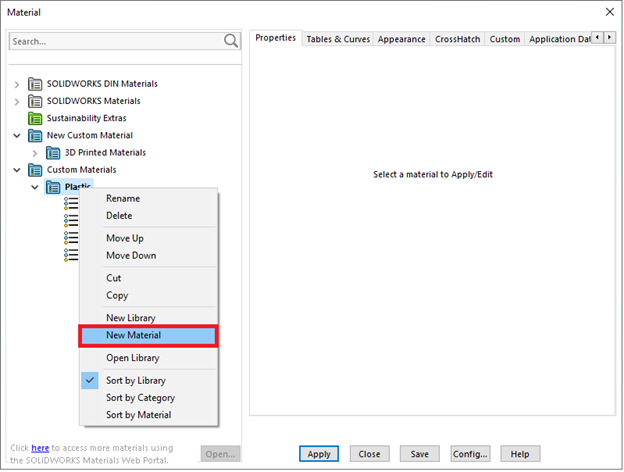 Material
Search...
SOLIDWORKS DIN Materials
SOLIDWORKS Materials
Sustainability Extras
New Custom Material
3D Printed Materials
Custom Materials
Plastic
Rename
Delete
Move Up
Move Down
Cut
Copy
New Library
New Material
Open Library
Sort by Library
Sort by Category
Sort by Material
Click here to access more materials using
the SOLIDWORKS Materials Web Portal.
Open...
Properties Tables & Curves Appearance CrossHatch Custom Application Dat
Select a material to Apply/Edit
Apply Close Save Config... Help